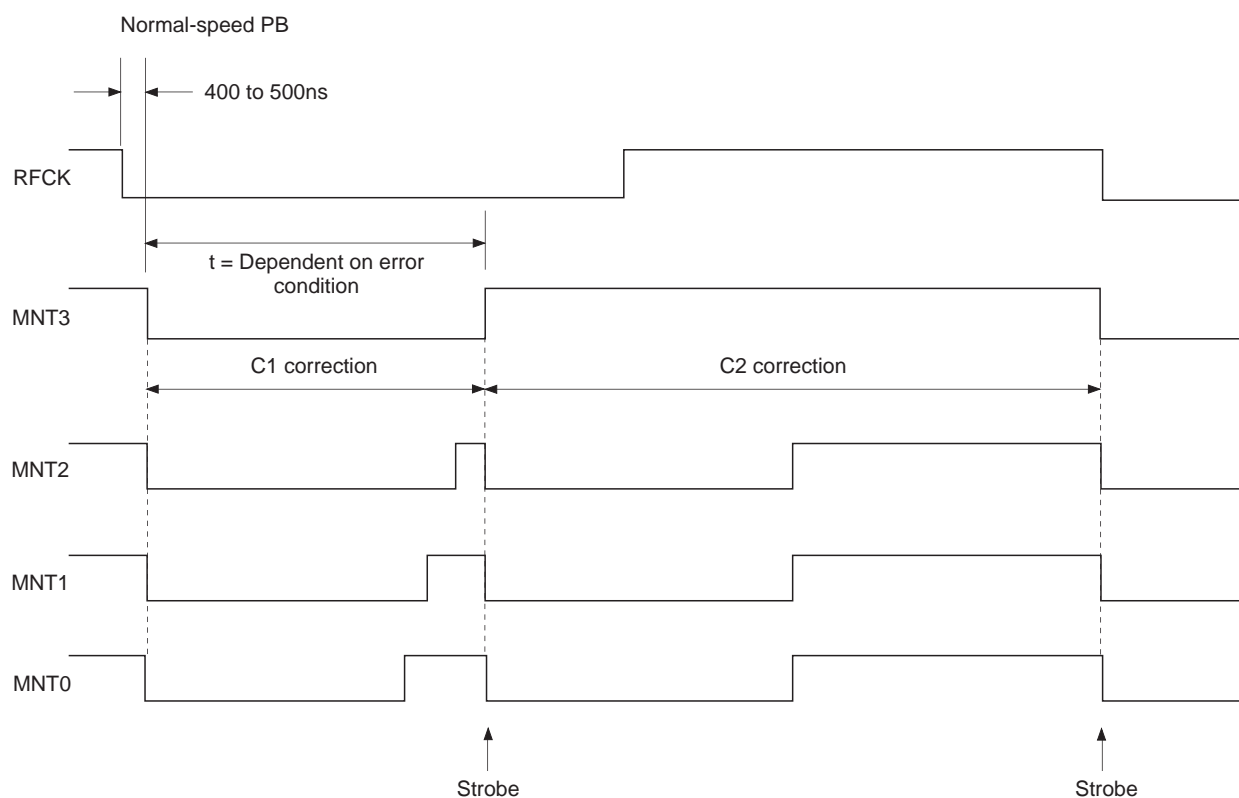 Normal-speed PB
400 to 500ns
RFCK
t = Dependent on error
condition
MNT3
C1 correction
C2 correction
MNT2
MNT1
MNT0
Strobe
Strobe